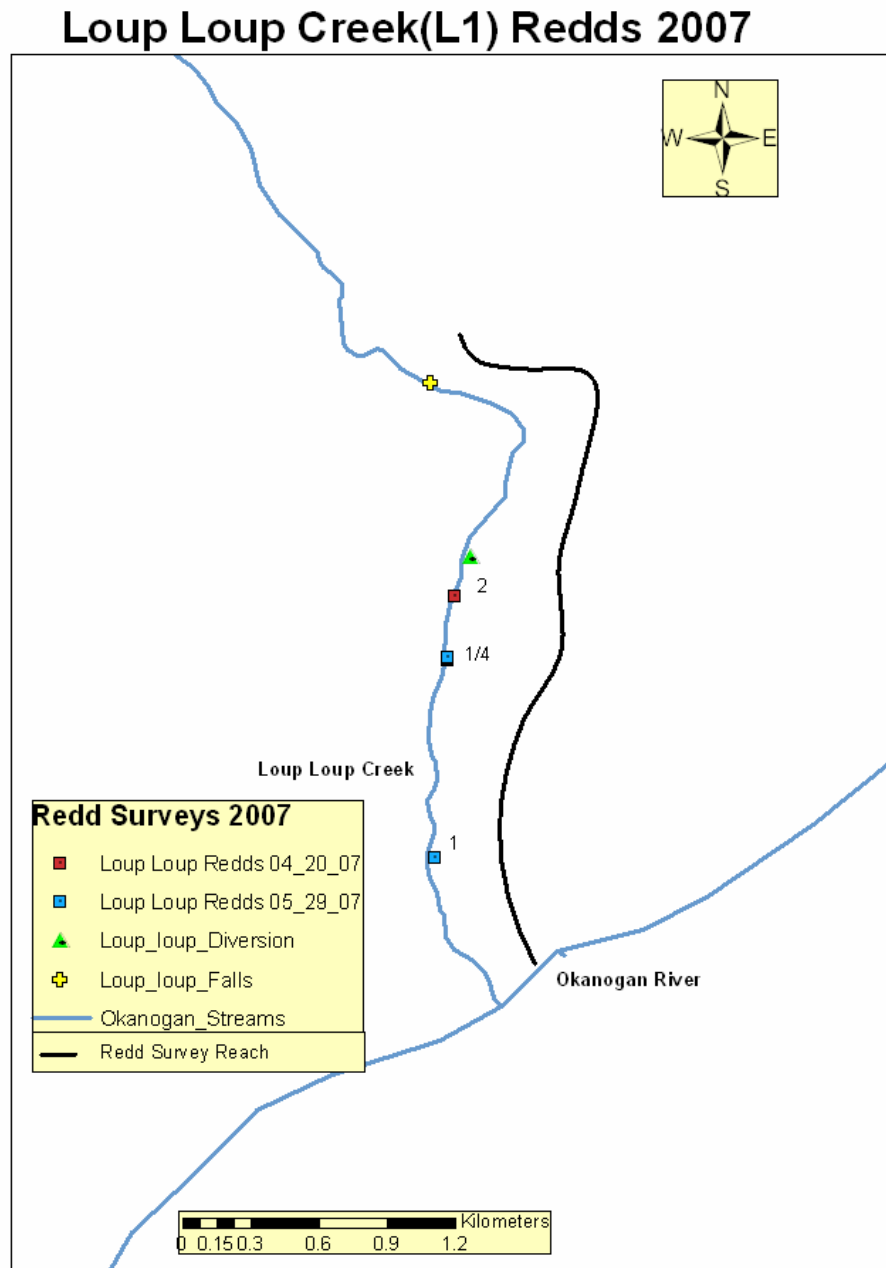 Loup Loup Creek(L1) Redds 2007
N
W E
S
2
1/4
Loup Loup Creek
1
Okanogan River
Redd Surveys 2007
Loup Loup Redds 04_20_07
Loup Loup Redds 05_29_07
Loup_loup_Diversion
Loup_loup_Falls
Okanogan_Streams
Redd Survey Reach
Kilometers
0 0.15 0.3 0.6 0.9 1.2